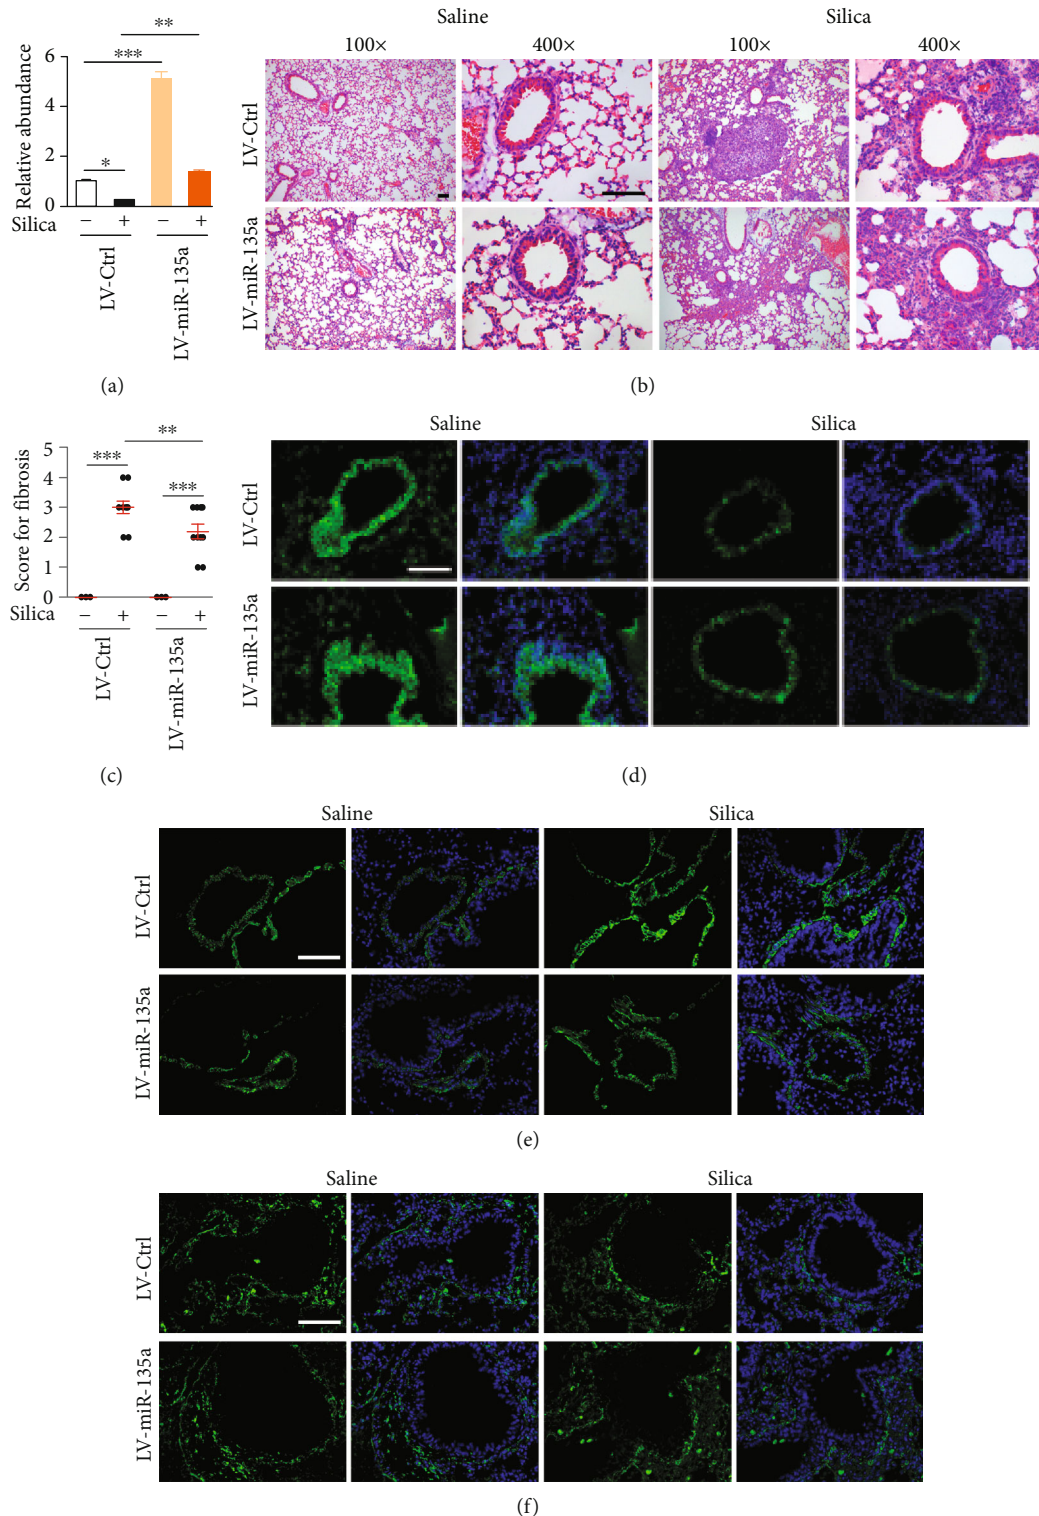 Relative abundance
6
4
2
0
***
**
*
Silica
− + − +
LV-Ctrl
LV-miR-135a
(a)
Saline Silica
100× 400× 100× 400×
LV-Ctrl
LV-miR-135a
(b)
Score for fibrosis
5
4
3
2
1
0
**
***
***
Silica
− + − +
LV-Ctrl
LV-miR-135a
(c)
Saline Silica
LV-Ctrl
LV-miR-135a
(d)
Saline Silica
LV-Ctrl
LV-miR-135a
(e)
Saline Silica
LV-Ctrl
LV-miR-135a
(f)